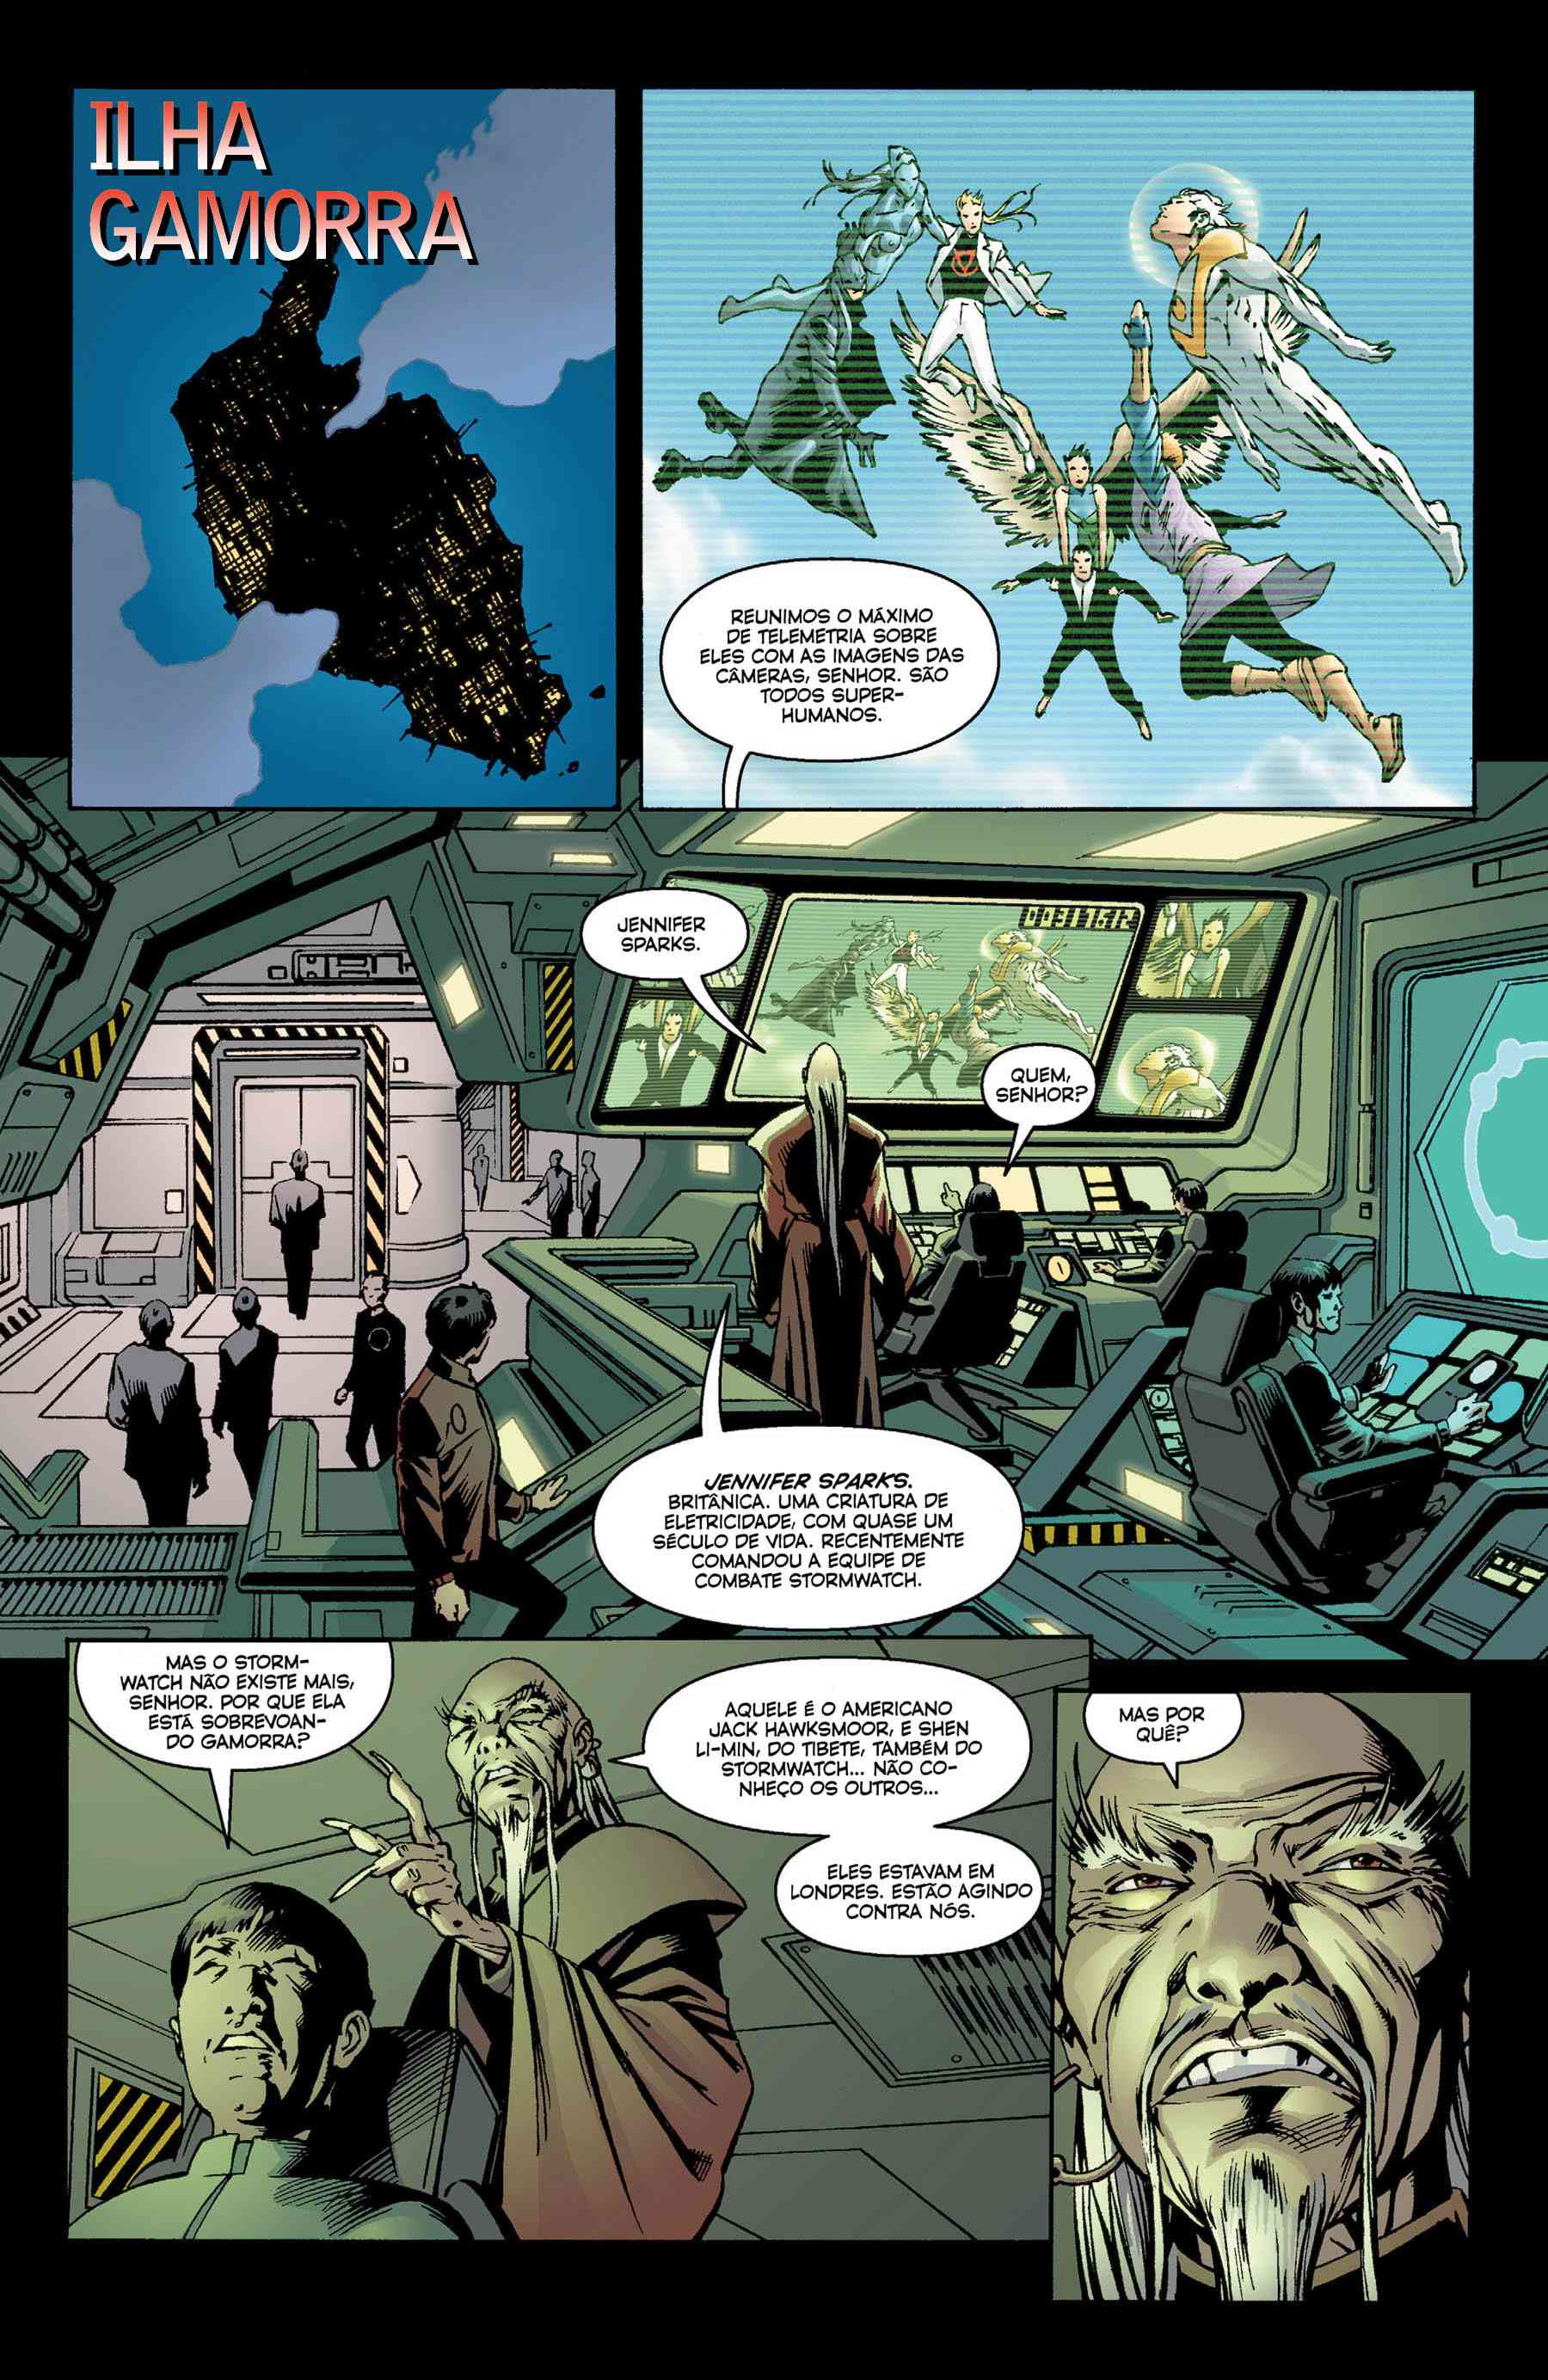 ILHA
GAMORRA
REUNIMOS O MÁXIMO
DE TELEMETRIA SOBRE
ELES COM AS IMAGENS DAS
CÂMERAS, SENHOR. SÃO
TODOS SUPER-
HUMANOS.
JENNIFER
SPARKS.
00317612
QUEM,
SENHOR?
JENNIFER SPARKS.
BRITÂNICA. UMA CRIATURA DE
ELETRICIDADE, COM QUASE UM
SÉCULO DE VIDA. RECENTEMENTE
COMANDOU A EQUIPE DE
COMBATE STORMWATCH.
MAS O STORM-
WATCH NÃO EXISTE MAIS,
SENHOR. POR QUE ELA
ESTÁ SOBREVOAN-
DO GAMORRA?
AQUELE É O AMERICANO
JACK HAWKSMOOR, E SHEN
LI-MIN, DO TIBETE, TAMBÉM DO
STORMWATCH... NÃO CO-
NHEÇO OS OUTROS...
ELES ESTAVAM EM
LONDRES. ESTÃO AGINDO
CONTRA NÓS.
MAS POR
QUÊ?